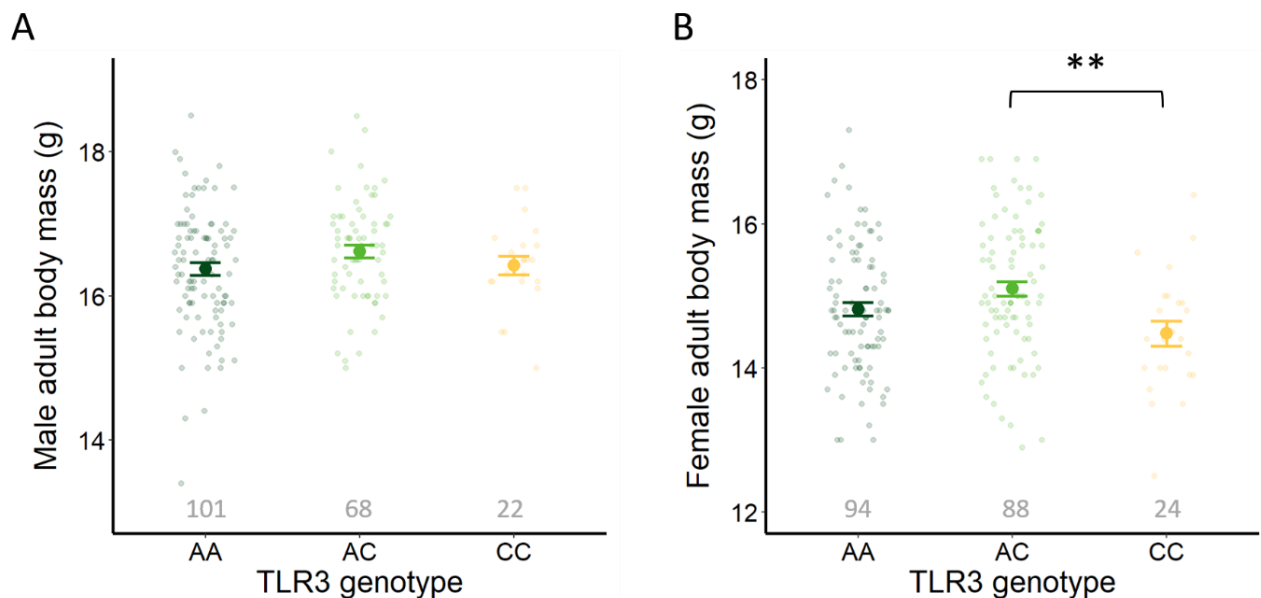 A
Male adult body mass (g)
18
16
14
101 68 22
AA AC CC
TLR3 genotype
B
Female adult body mass (g)
**
18
16
14
12
94 88 24
AA AC CC
TLR3 genotype